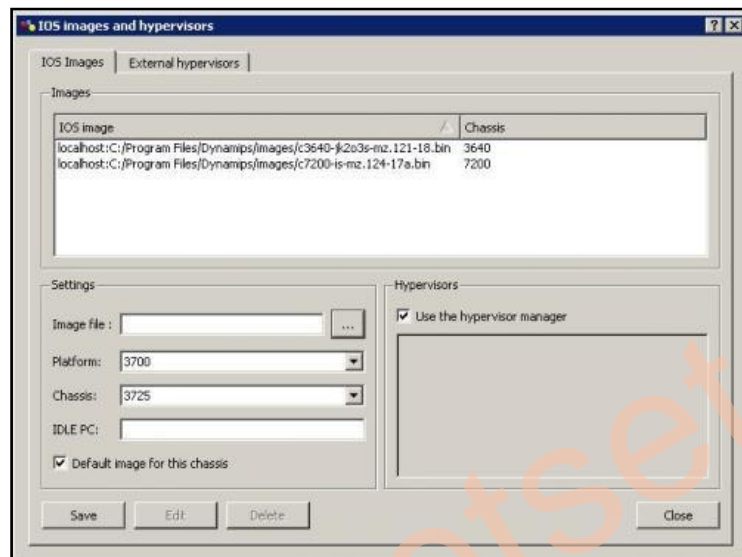 IOS images and hypervisors
IOS Images External hypervisors
Images
IOS image Chassis
localhost:C:/Program Files/Dynamips/images/c3640-jk2o3s-mz.121-18.bin 3640
localhost:C:/Program Files/Dynamips/images/c7200-is-mz.124-17a.bin 7200
Settings
Hypervisors
Image file : ...
Use the hypervisor manager
Platform: 3700
Chassis: 3725
IDLE PC:
Default image for this chassis
Save Edit Delete Close